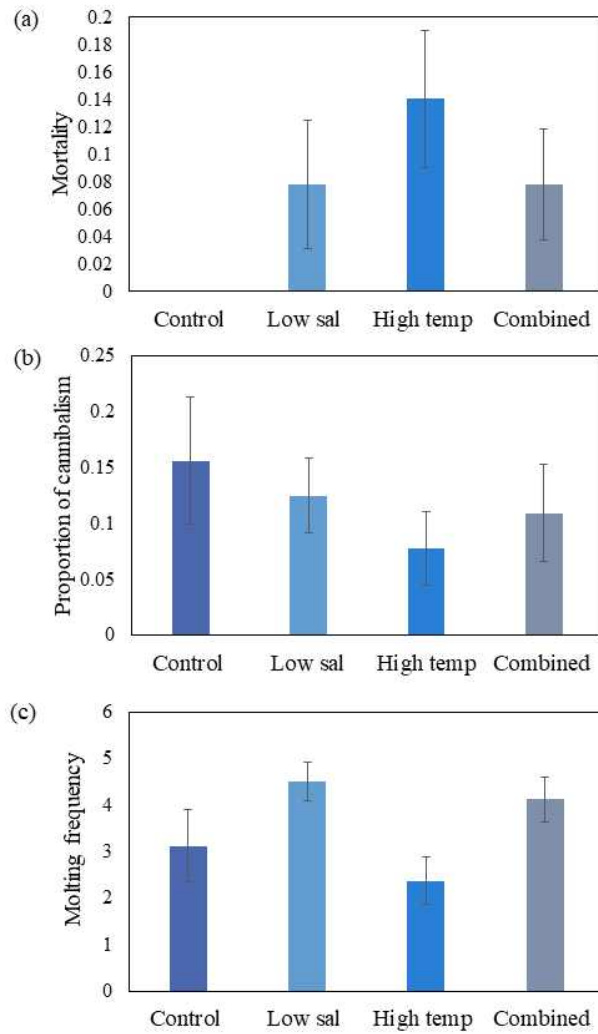 (a)
Mortality
0.2
0.18
0.16
0.14
0.12
0.1
0.08
0.06
0.04
0.02
0
Control Low sal High temp Combined
(b)
Proportion of cannibalism
0.25
0.2
0.15
0.1
0.05
0
Control Low sal High temp Combined
(c)
Molting frequency
6
5
4
3
2
1
0
Control Low sal High temp Combined